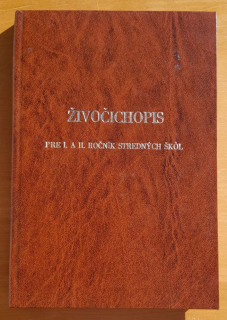 ŽIVOČICHOPIS
PRE I. A II. ROČNÍK STREDNÝCH ŠKÔL